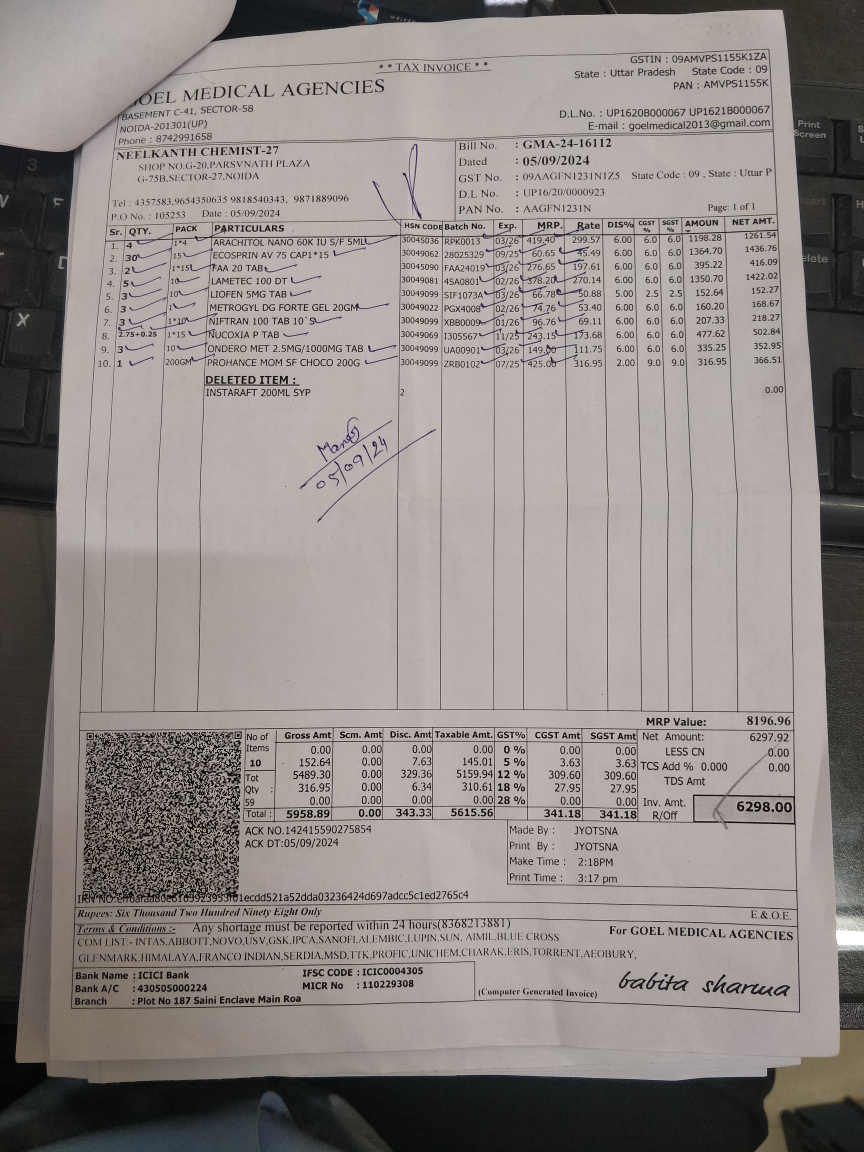 * * TAX INVOICE * *
GSTIN : 09AMVPS1155K1ZA
State : Uttar Pradesh State Code : 09
PAN : AMVPS1155K
GOEL MEDICAL AGENCIES
BASEMENT C-41, SECTOR-58
NOIDA-201301(UP)
Phone : 8742991658
D.L.No. : UP1620B000067 UP1621B000067
E-mail : goelmedical2013@gmail.com
NEELKANTH CHEMIST-27
SHOP NO.G-20.PARSVNATH PLAZA
G-75B,SECTOR-27,NOIDA
Tel : 4357583,9654350635 9818540343, 9871889096
P.O No. : 105253 Date : 05/09/2024
Bill No. : GMA-24-16112
Dated : 05/09/2024
GST No. : 09AAGFN1231N1Z5 State Code : 09 , State : Uttar P
D.L No. : UP16/20/0000923
PAN No. : AAGFN1231N Page: 1 of 1
Sr. QTY. PACK PARTICULARS HSN CODE Batch No. Exp. MRP. Rate DIS% CGST % SGST % AMOUN NET AMT.
1. 4 1*4 ARACHITOL NANO 60K IU S/F 5ML 30045036 RPK0013 03/26 419.40 299.57 6.00 6.0 6.0 1198.28 1261.54
2. 30 15 ECOSPRIN AV 75 CAP1*15 30049062 28025329 09/25 60.65 45.49 6.00 6.0 6.0 1364.70 1436.76
3. 2 1*15 FAA 20 TAB 30045090 FAA24019 03/26 276.65 197.61 6.00 6.0 6.0 395.22 416.09
4. 5 10 LAMETEC 100 DT 30049081 4SA0801 02/26 378.20 270.14 6.00 6.0 6.0 1350.70 1422.02
5. 3 10 LIOFEN 5MG TAB 30049099 SIF1073A 03/26 66.78 50.88 5.00 2.5 2.5 152.64 152.27
6. 3 1 METROGYL DG FORTE GEL 20GM 30049022 PGX4008 02/26 74.76 53.40 6.00 6.0 6.0 160.20 168.67
7. 3 1*10 NIFTRAN 100 TAB 10`S 30049099 XBB0009 01/26 96.76 69.11 6.00 6.0 6.0 207.33 218.27
8. 2.75+0.25 1*15 NUCOXIA P TAB 30049069 I305567 11/25 243.15 173.68 6.00 6.0 6.0 477.62 502.84
9. 3 10 ONDERO MET 2.5MG/1000MG TAB 30049099 UA00901 03/26 149.00 111.75 6.00 6.0 6.0 335.25 352.95
10. 1 200GM PROHANCE MOM SF CHOCO 200G 30049099 ZRB0102 07/25 425.00 316.95 2.00 9.0 9.0 316.95 366.51
DELETED ITEM :
INSTARAFT 200ML SYP 2 0.00
05/09/24
MRP Value: 8196.96
No of Items 10 Tot Qty : 59
Gross Amt Scm. Amt Disc. Amt Taxable Amt. GST% CGST Amt SGST Amt
0.00 0.00 0.00 0.00 0 % 0.00 0.00
152.64 0.00 7.63 145.01 5 % 3.63 3.63
5489.30 0.00 329.36 5159.94 12 % 309.60 309.60
316.95 0.00 6.34 310.61 18 % 27.95 27.95
0.00 0.00 0.00 0.00 28 % 0.00 0.00
Total : 5958.89 0.00 343.33 5615.56 341.18 341.18
Net Amount: 6297.92
LESS CN 0.00
TCS Add % 0.000 0.00
TDS Amt
Inv. Amt. R/Off 6298.00
ACK NO.142415590275854
ACK DT:05/09/2024
Made By : JYOTSNA
Print By : JYOTSNA
Make Time : 2:18PM
Print Time : 3:17 pm
Rupees: Six Thousand Two Hundred Ninety Eight Only E.& O.E.
Terms & Conditions :- Any shortage must be reported within 24 hours(8368213881)
COM LIST:- INTAS,ABBOTT,NOVO,USV,GSK,IPCA,SANOFI,ALEMBIC,LUPIN,SUN, AIMIL,BLUE CROSS
GLENMARK,HIMALAYA,FRANCO INDIAN,SERDIA,MSD,TTK,PROFIC,UNICHEM,CHARAK,ERIS,TORRENT,AEOBURY,
For GOEL MEDICAL AGENCIES
Bank Name : ICICI Bank IFSC CODE : ICIC0004305
Bank A/C : 430505000224 MICR No : 110229308
Branch : Plot No 187 Saini Enclave Main Roa
(Computer Generated Invoice)
babita sharma
Print
Screen